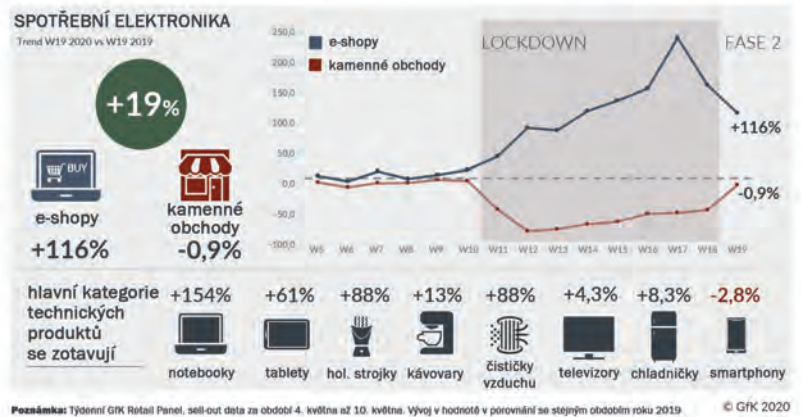 SPOTŘEBNÍ ELEKTRONIKA
Trend W19 2020 vs W19 2019
+19%
BUY
e-shopy
+116%
kamenné
obchody
-0,9%
250,0
200,0
150,0
100,0
50,0
0,0
-50,0
-100,0
e-shopy
kamenné obchody
LOCKDOWN
FASE 2
+116%
-0,9%
W5 W6 W7 W8 W9 W10 W11 W12 W13 W14 W15 W16 W17 W18 W19
hlavní kategorie
technických
produktů
se zotavují
+154% +61% +88% +13% +88% +4,3% +8,3% -2,8%
notebooky tablety hol. strojky kávovary čističky vzduchu televizory chladničky smartphony
Poznámka: Týdenní GfK Retail Panel, sell-out data za období 4. května až 10. května. Vývoj v hodnotě v porovnání se stejným obdobím roku 2019
© GfK 2020